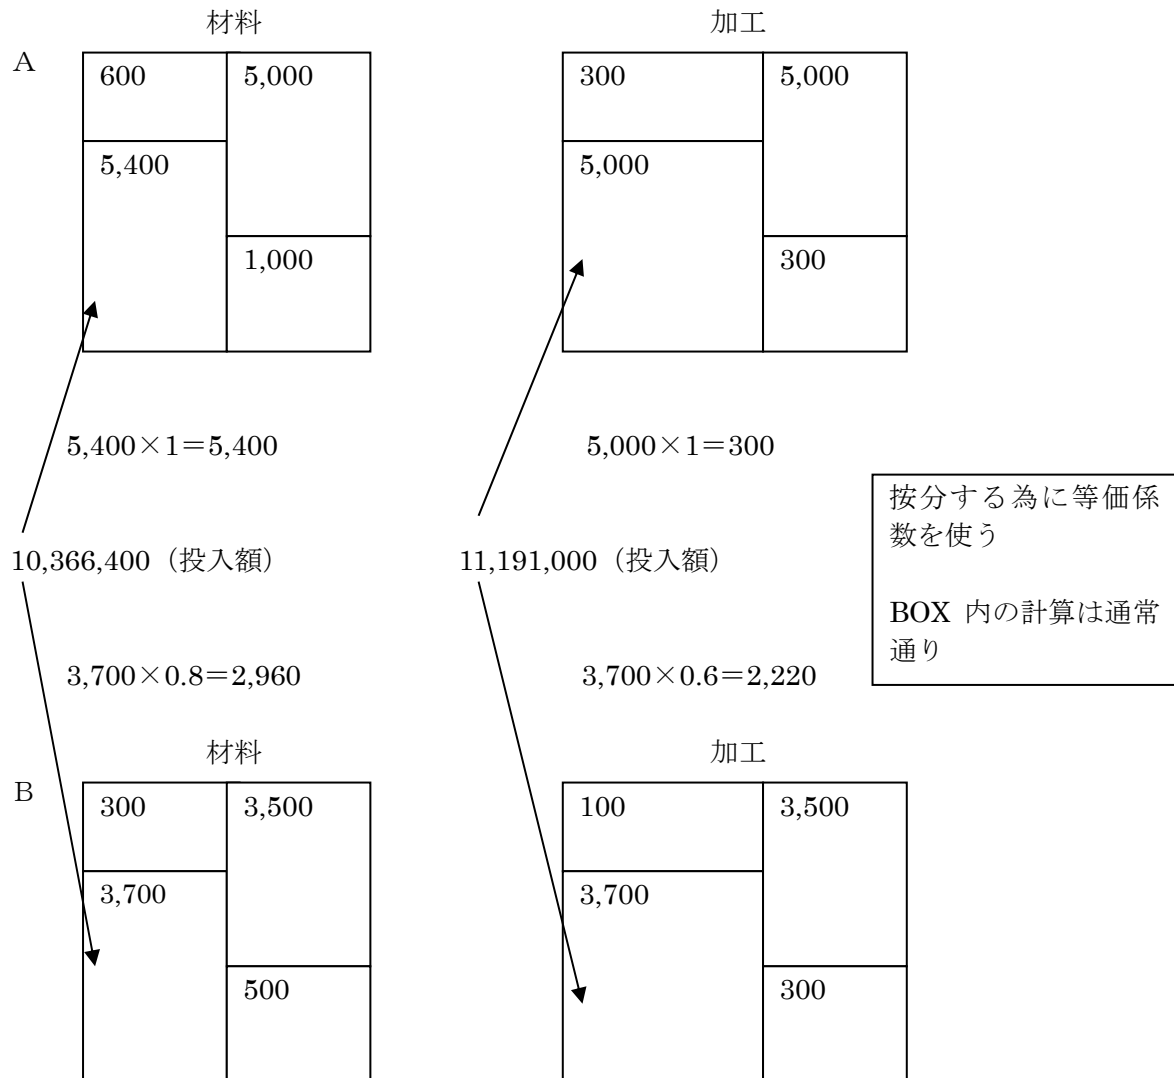 材料 加工
A
600 5,000 300 5,000
5,400 5,000
1,000 300
5,400×1＝5,400 5,000×1＝300
按分する為に等価係
数を使う
10,366,400（投入額） 11,191,000（投入額）
BOX 内の計算は通常
通り
3,700×0.8＝2,960 3,700×0.6＝2,220
材料 加工
B
300 3,500 100 3,500
3,700 3,700
500 300